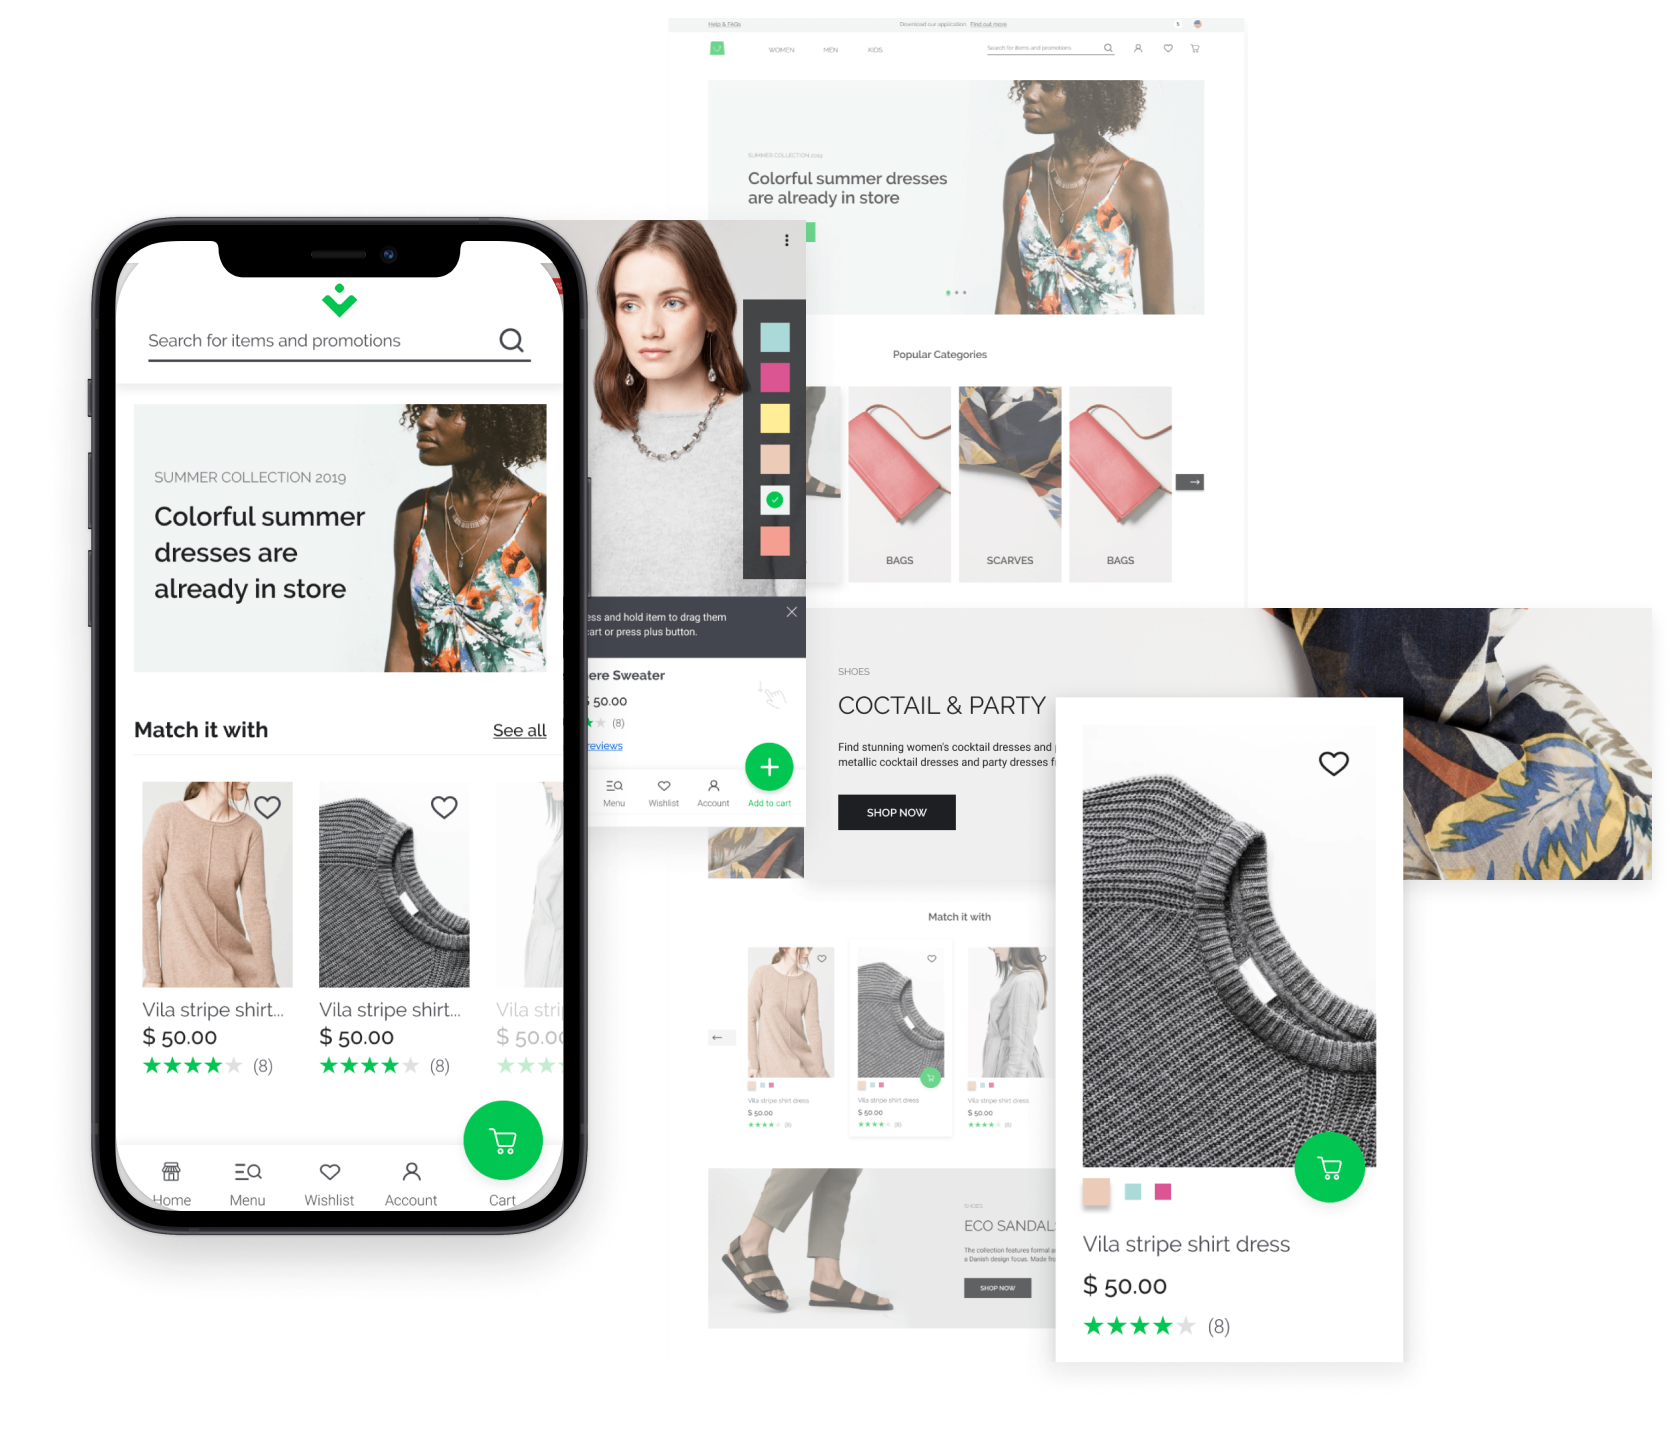 Help & FAQs
Download our application. Find out more
$
WOMEN
MEN
KIDS
Search for items and promotions
SUMMER COLLECTION 2019
Colorful summer dresses
are already in store
Popular Categories
BAGS
SCARVES
BAGS
Search for items and promotions
SUMMER COLLECTION 2019
Colorful summer
dresses are
already in store
Match it with
See all
Vila stripe shirt...
$ 50.00
(8)
Vila stripe shirt...
$ 50.00
(8)
Vila stri
$ 50.00
Home
Menu
Wishlist
Account
Cart
ess and hold item to drag them
cart or press plus button.
ere Sweater
$ 50.00
(8)
reviews
Menu
Wishlist
Account
Add to cart
SHOES
COCTAIL & PARTY
Find stunning women's cocktail dresses and
metallic cocktail dresses and party dresses f
SHOP NOW
Match it with
Vila stripe shirt dress
$ 50.00
(8)
Vila stripe shirt dress
$ 50.00
(8)
Vila stripe shirt dress
$ 50.00
(8)
SHOES
ECO SANDALS
The collection features formal a
a Danish design focus. Made fro
SHOP NOW
Vila stripe shirt dress
$ 50.00
(8)